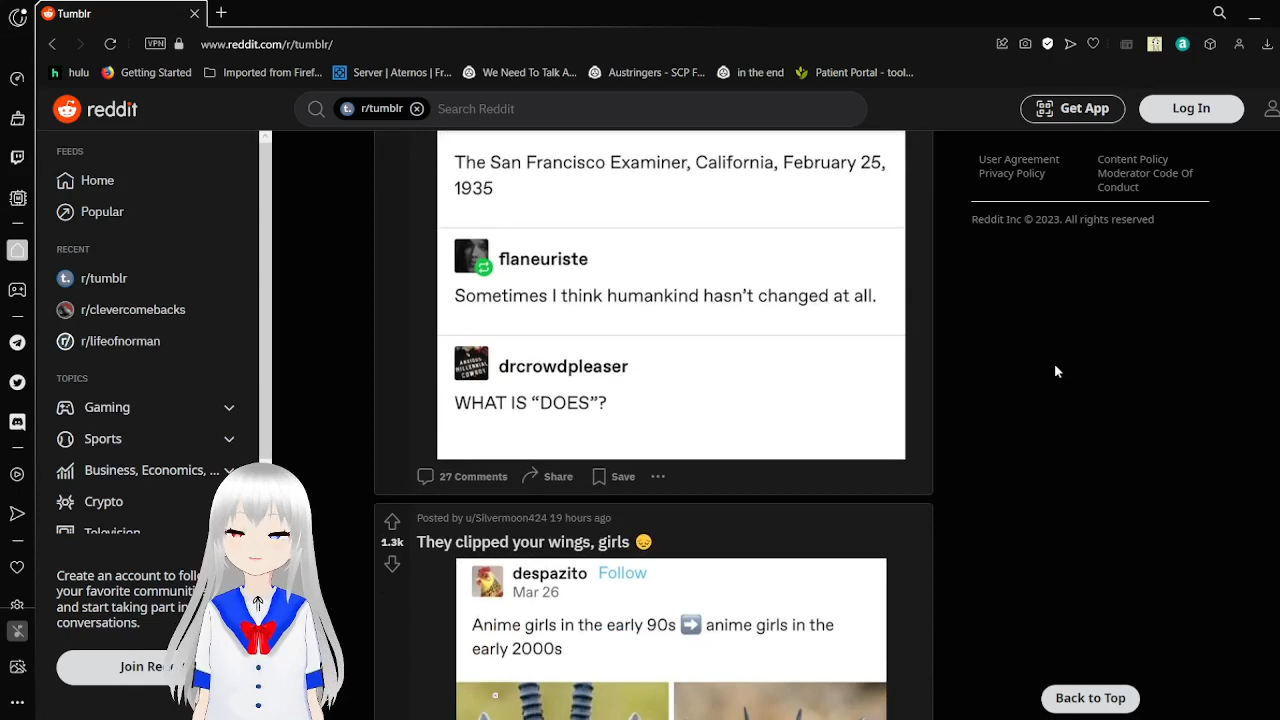 Tumblr
VPN
www.reddit.com/r/tumblr/
hulu
Getting Started
Imported from Firef...
Server | Aternos | Fr...
We Need To Talk A...
Austringers - SCP F...
in the end
Patient Portal - tool...
reddit
r/tumblr
Search Reddit
Get App
Log In
FEEDS
Home
Popular
RECENT
r/tumblr
r/clevercomebacks
r/lifeofnorman
TOPICS
Gaming
Sports
Business, Economics, ...
Crypto
Television
Create an account to follo
your favorite communiti
and start taking part in
conversations.
Join Re
The San Francisco Examiner, California, February 25,
1935
flaneuriste
Sometimes I think humankind hasn't changed at all.
drcrowdpleaser
WHAT IS "DOES"?
27 Comments
Share
Save
Posted by u/Silvermoon424 19 hours ago
1.3k
They clipped your wings, girls 😔
despazito Follow
Mar 26
Anime girls in the early 90s ➡️ anime girls in the
early 2000s
User Agreement
Privacy Policy
Content Policy
Moderator Code Of
Conduct
Reddit Inc © 2023. All rights reserved
Back to Top